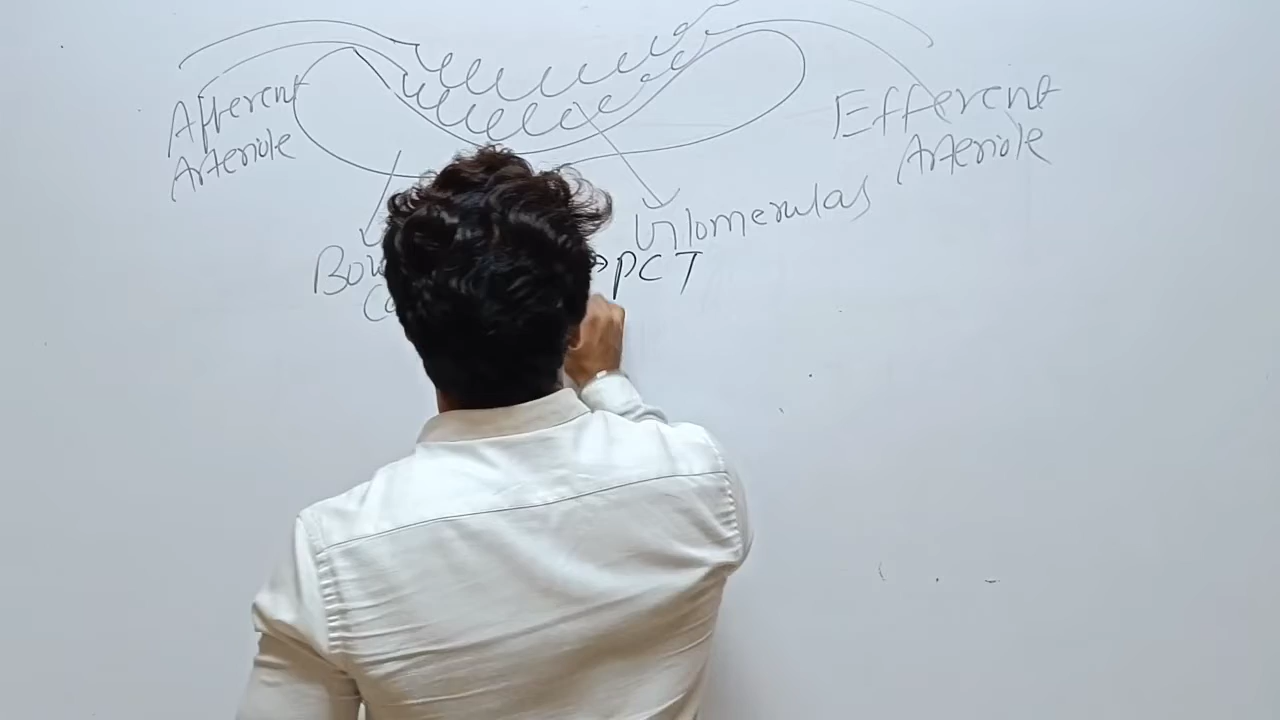 Afferent
Arteriole
Efferent
Arteriole
Glomerulas
PCT